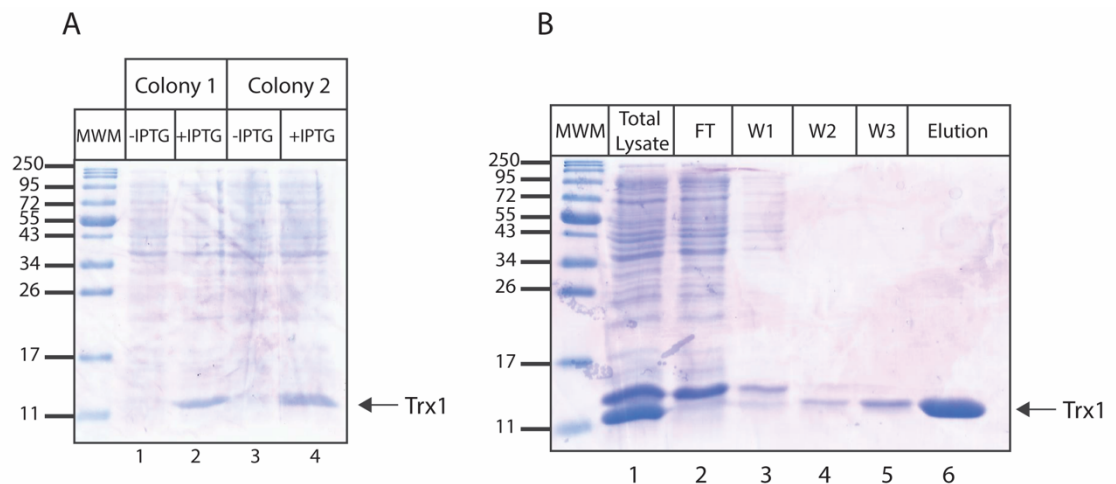 A
Colony 1 Colony 2
MWM -IPTG +IPTG -IPTG +IPTG
250
95
72
55
43
34
26
17
11
Trx1
1 2 3 4
B
MWM Total Lysate FT W1 W2 W3 Elution
250
95
72
55
43
34
26
17
11
Trx1
1 2 3 4 5 6